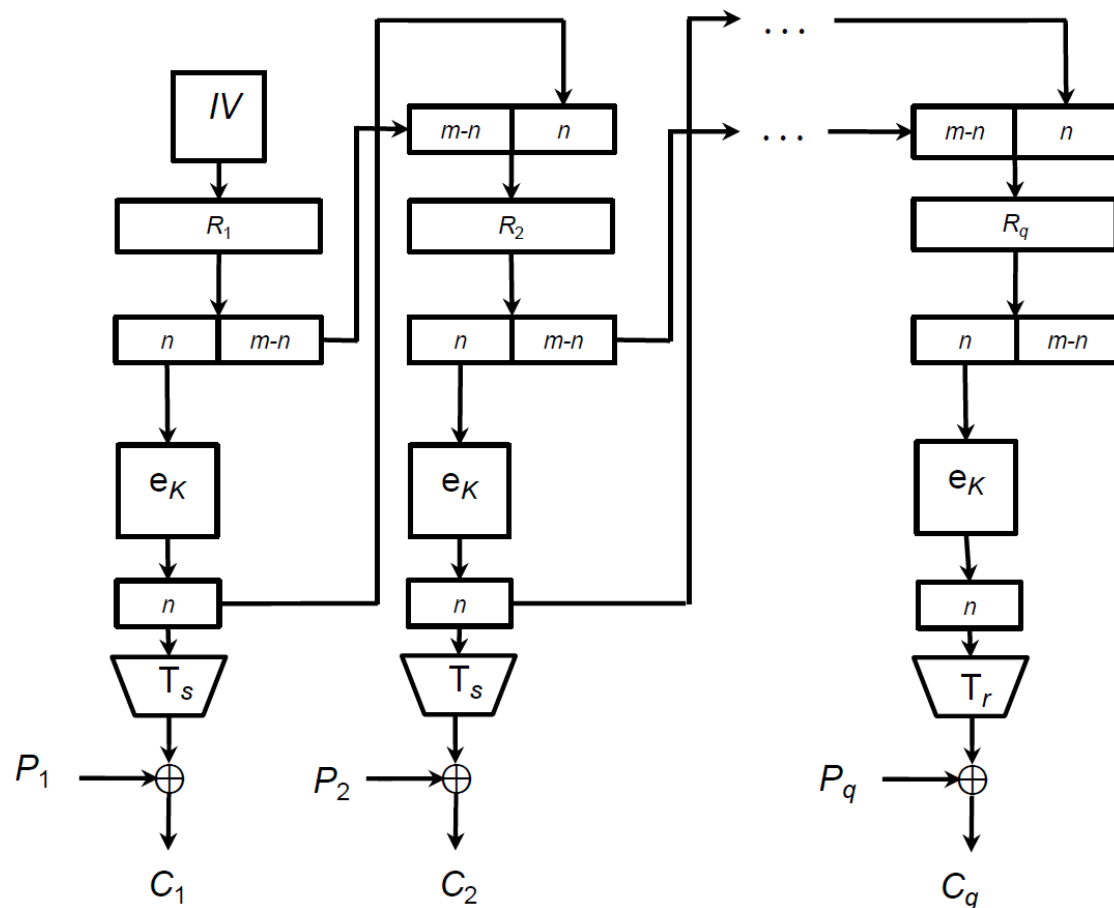 . . .
IV
m-n n
. . .
m-n n
R1
R2
Rq
n m-n
n m-n
n m-n
eK
eK
eK
n
n
n
Ts
Ts
Tr
P1
P2
Pq
C1
C2
Cq